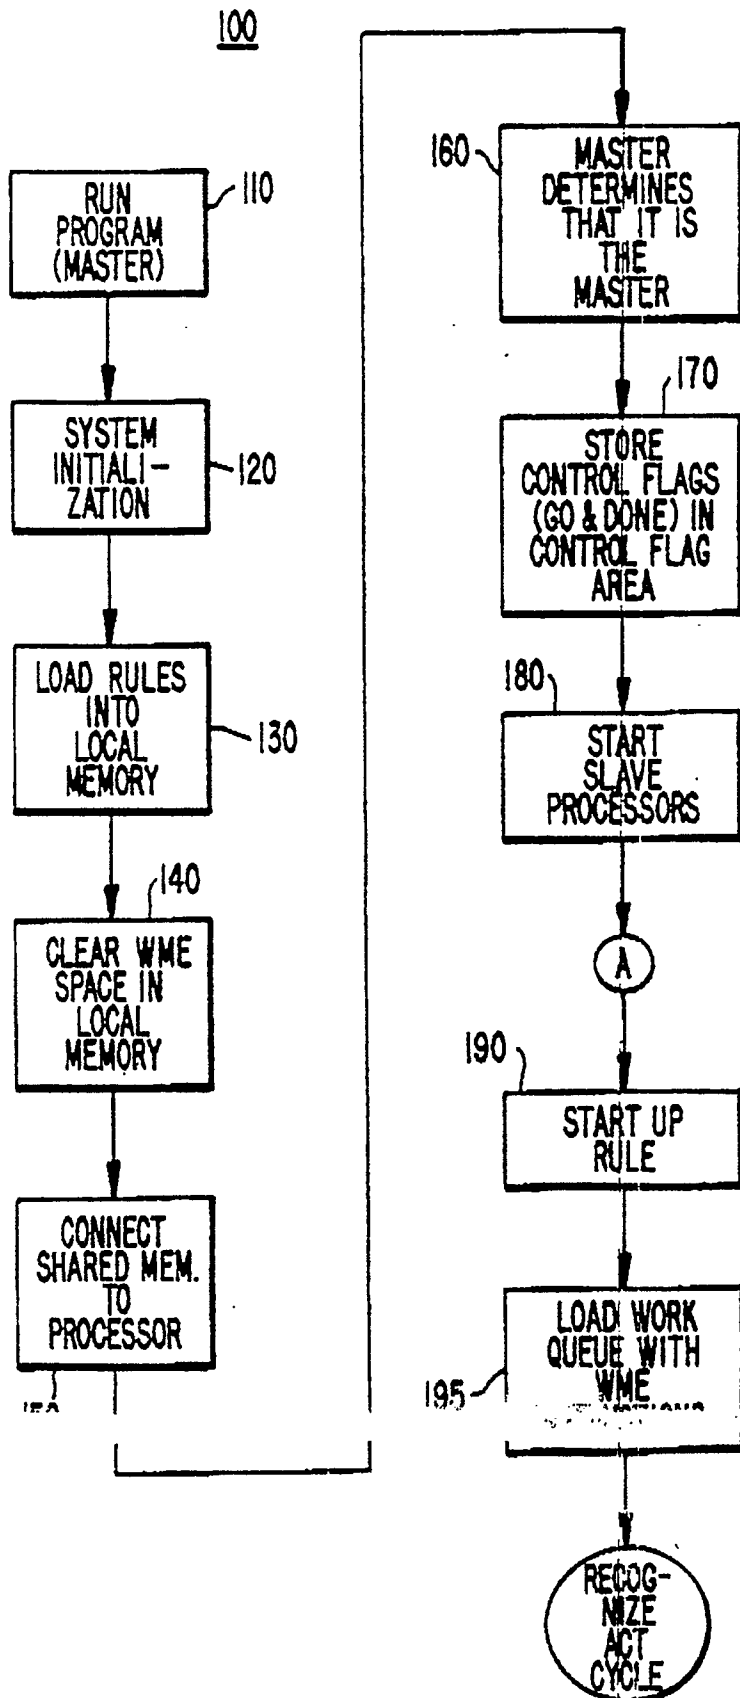 100
110
RUN
PROGRAM
(MASTER)
SYSTEM
INITIALI-
ZATION
120
LOAD RULES
INTO
LOCAL
MEMORY
130
140
CLEAR WME
SPACE IN
LOCAL
MEMORY
CONNECT
SHARED MEM.
TO
PROCESSOR
160
MASTER
DETERMINES
THAT IT IS
THE
MASTER
170
STORE
CONTROL FLAGS
(GO & DONE) IN
CONTROL FLAG
AREA
180
START
SLAVE
PROCESSORS
A
190
START UP
RULE
LOAD WORK
QUEUE WITH
WME
195
RECOG-
NIZE
ACT
CYCLE